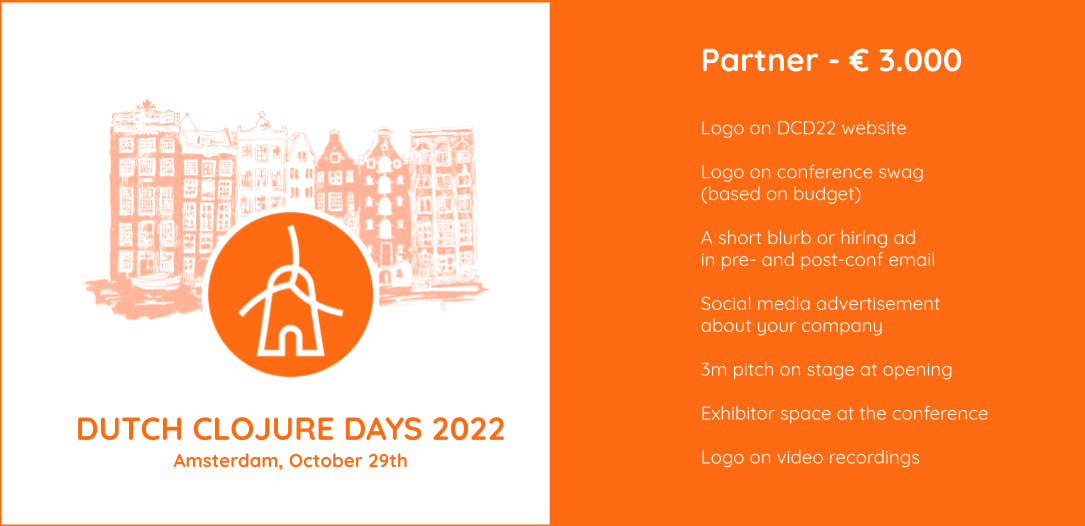 DUTCH CLOJURE DAYS 2022
Amsterdam, October 29th
Partner - € 3.000
Logo on DCD22 website
Logo on conference swag
(based on budget)
A short blurb or hiring ad
in pre- and post-conf email
Social media advertisement
about your company
3m pitch on stage at opening
Exhibitor space at the conference
Logo on video recordings